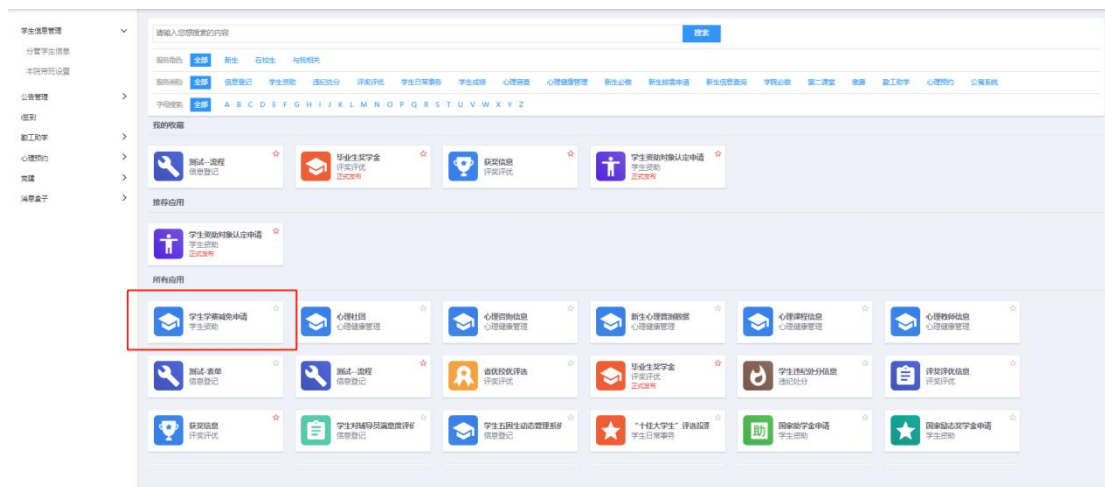 学生信息管理
分管学生信息
本院带班设置
公告管理
签到
勤工助学
心理预约
党建
消息盒子
请输入您想搜索的内容
搜索
服务角色: 全部 新生 在校生 与我相关
服务类别: 全部 信息登记 学生资助 违纪处分 评奖评优 学生日常事务 学生成绩 心理普查 心理健康管理 新生必做 新生按需申请 新生信息查询 学院必做 第二课堂 勤工助学 心理预约 公寓系统
字母搜索: 全部 A B C D E F G H I J K L M N O P Q R S T U V W X Y Z
我的收藏
测试--流程
信息登记
毕业生奖学金
评奖评优
正式发布
获奖信息
评奖评优
学生资助对象认定申请
学生资助
正式发布
推荐应用
学生资助对象认定申请
学生资助
正式发布
所有应用
学生学费减免申请
学生资助
心理社团
心理健康管理
心理咨询信息
心理健康管理
新生心理普测数据
心理健康管理
心理课程信息
心理健康管理
心理教师信息
心理健康管理
测试-表单
信息登记
测试--流程
信息登记
省优校优评选
评奖评优
毕业生奖学金
评奖评优
正式发布
学生违纪处分信息
违纪处分
评奖评优信息
评奖评优
获奖信息
评奖评优
学生对辅导员满意度评
信息登记
学生五困生动态管理系
信息登记
“十佳大学生”评选投票
学生日常事务
助
国家助学金申请
学生资助
国家励志奖学金申请
学生资助